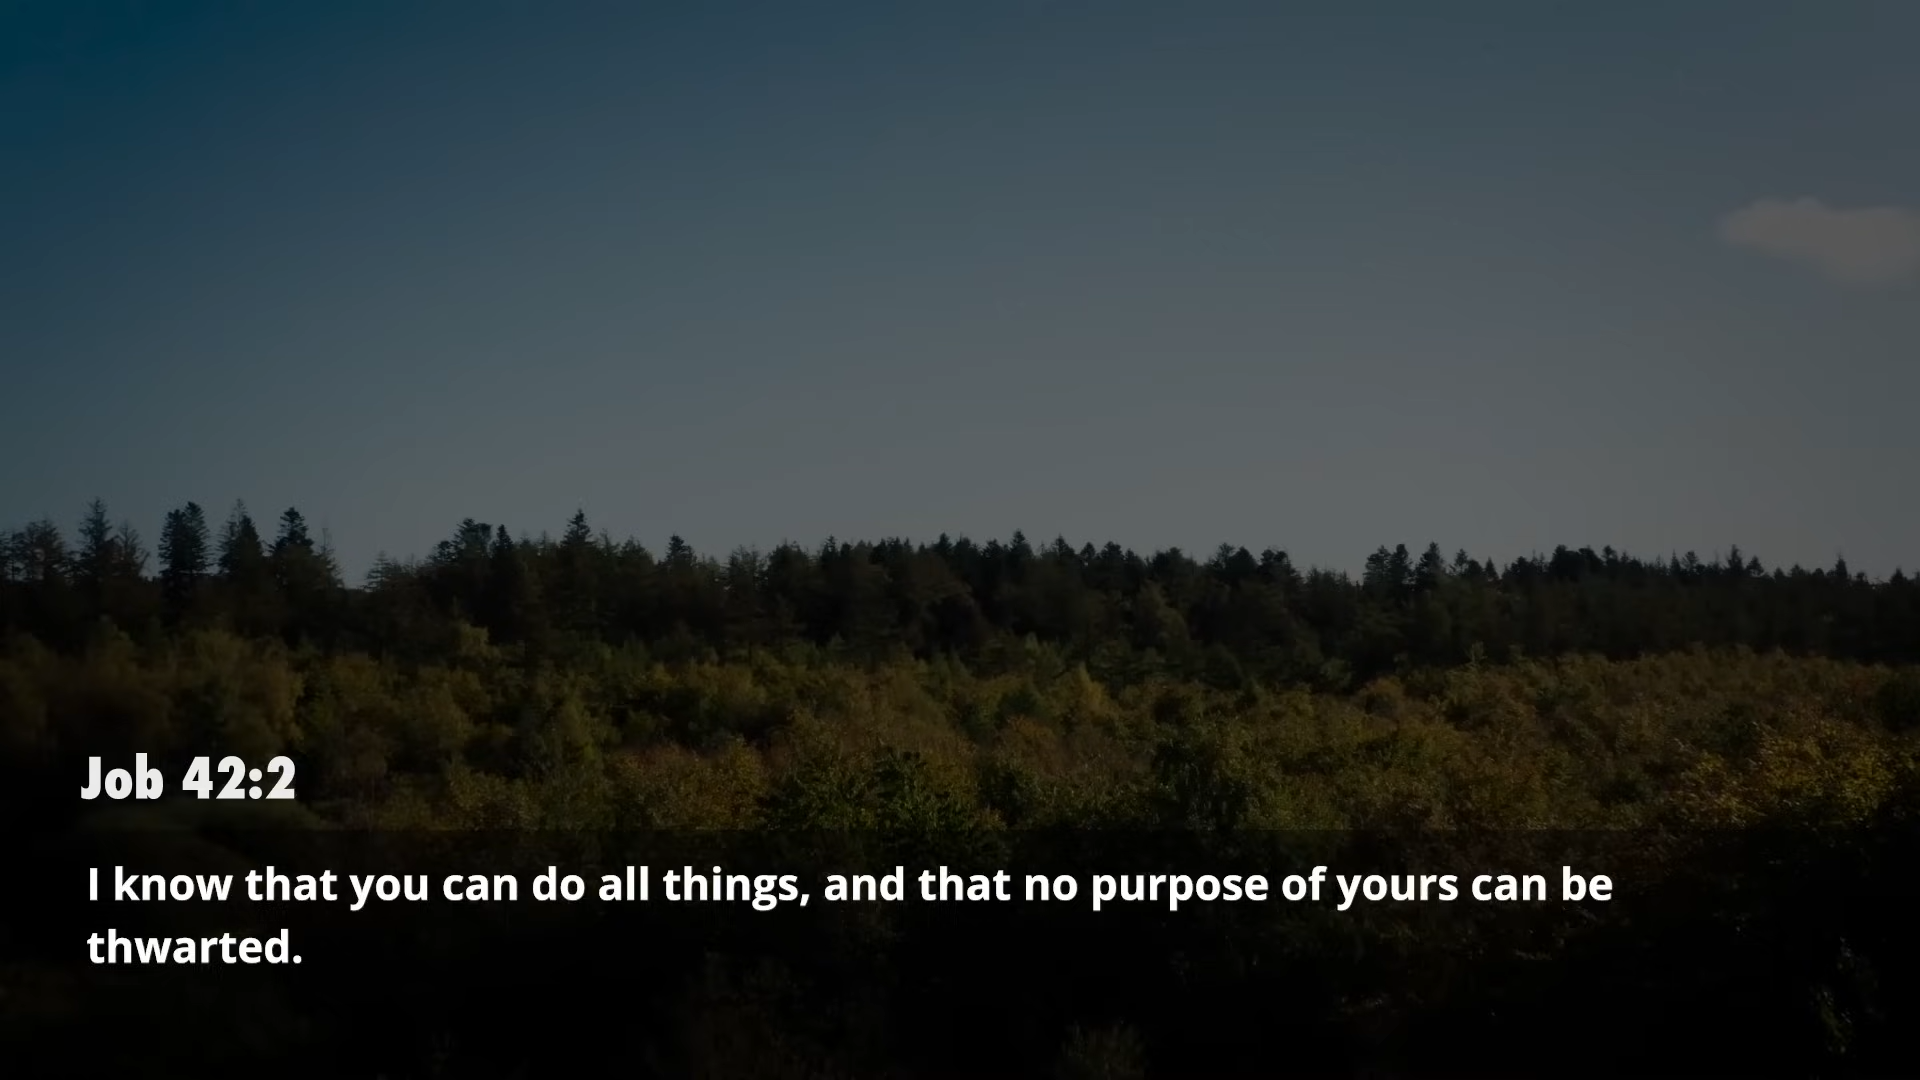 Job 42:2
I know that you can do all things, and that no purpose of yours can be
thwarted.